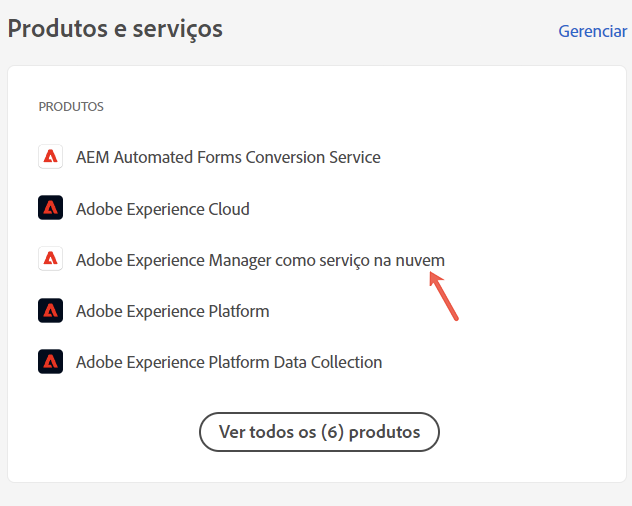 Produtos e serviços
Gerenciar
PRODUTOS
AEM Automated Forms Conversion Service
Adobe Experience Cloud
Adobe Experience Manager como serviço na nuvem
Adobe Experience Platform
Adobe Experience Platform Data Collection
Ver todos os (6) produtos